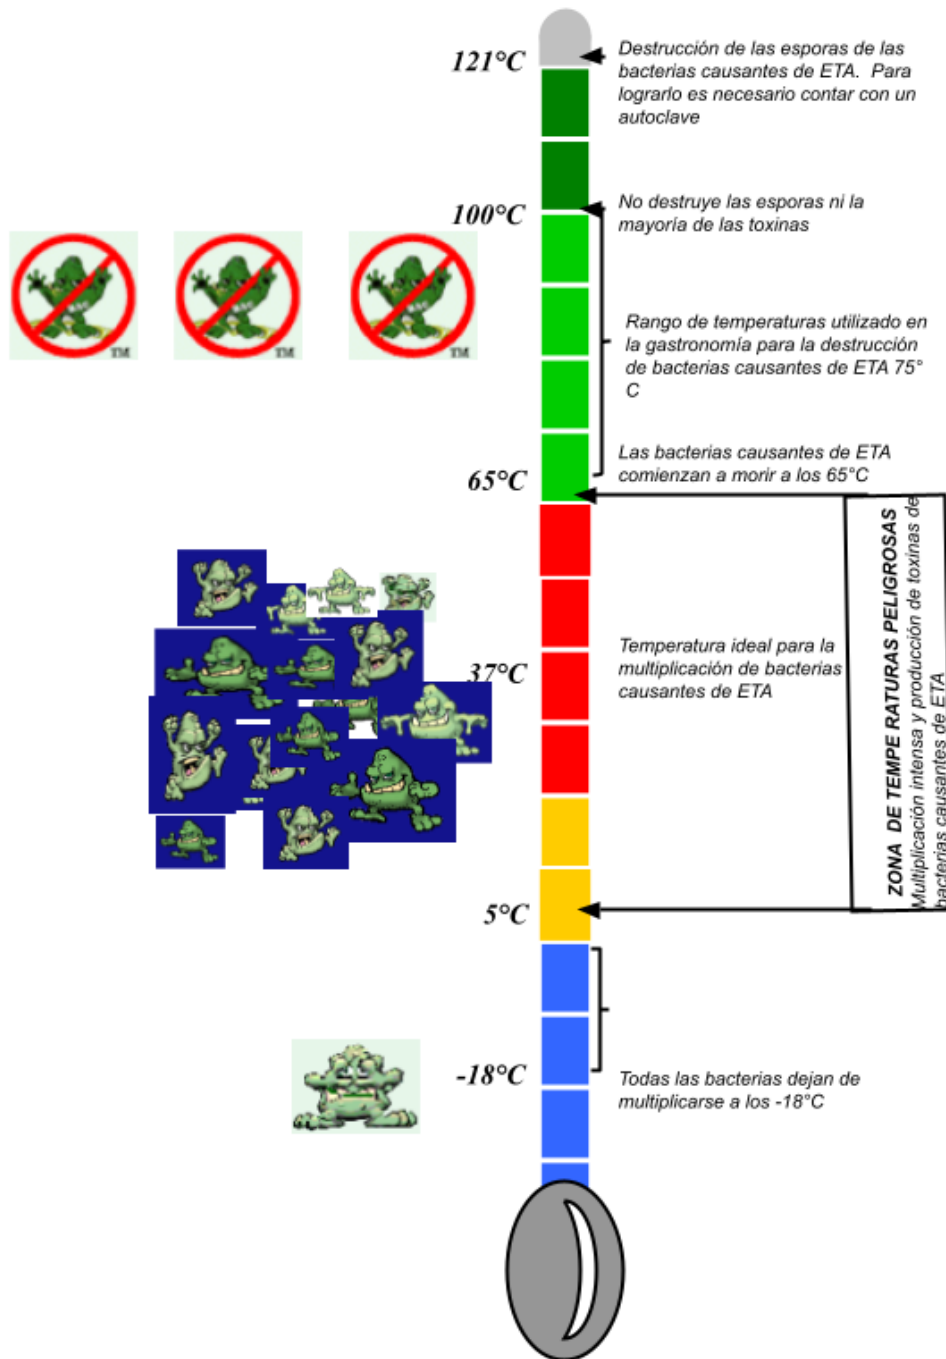 121°C
Destrucción de las esporas de las
bacterias causantes de ETA. Para
lograrlo es necesario contar con un
autoclave
100°C
No destruye las esporas ni la
mayoría de las toxinas
TM
TM
TM
Rango de temperaturas utilizado en
la gastronomía para la destrucción
de bacterias causantes de ETA 75°
C
65°C
Las bacterias causantes de ETA
comienzan a morir a los 65°C
ZONA DE TEMPE RATURAS PELIGROSAS
Multiplicación intensa y producción de toxinas de
bacterias causantes de ETA
37°C
Temperatura ideal para la
multiplicación de bacterias
causantes de ETA
5°C
-18°C
Todas las bacterias dejan de
multiplicarse a los -18°C